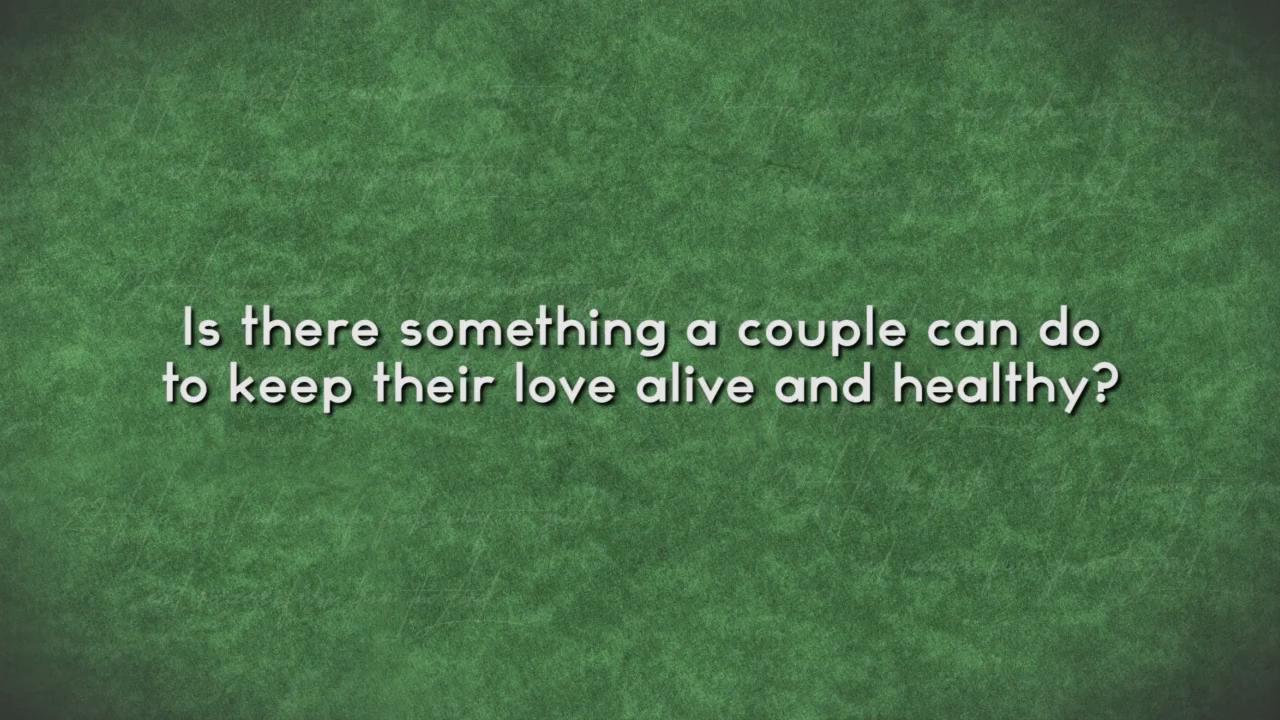 Is there something a couple can do
to keep their love alive and healthy?